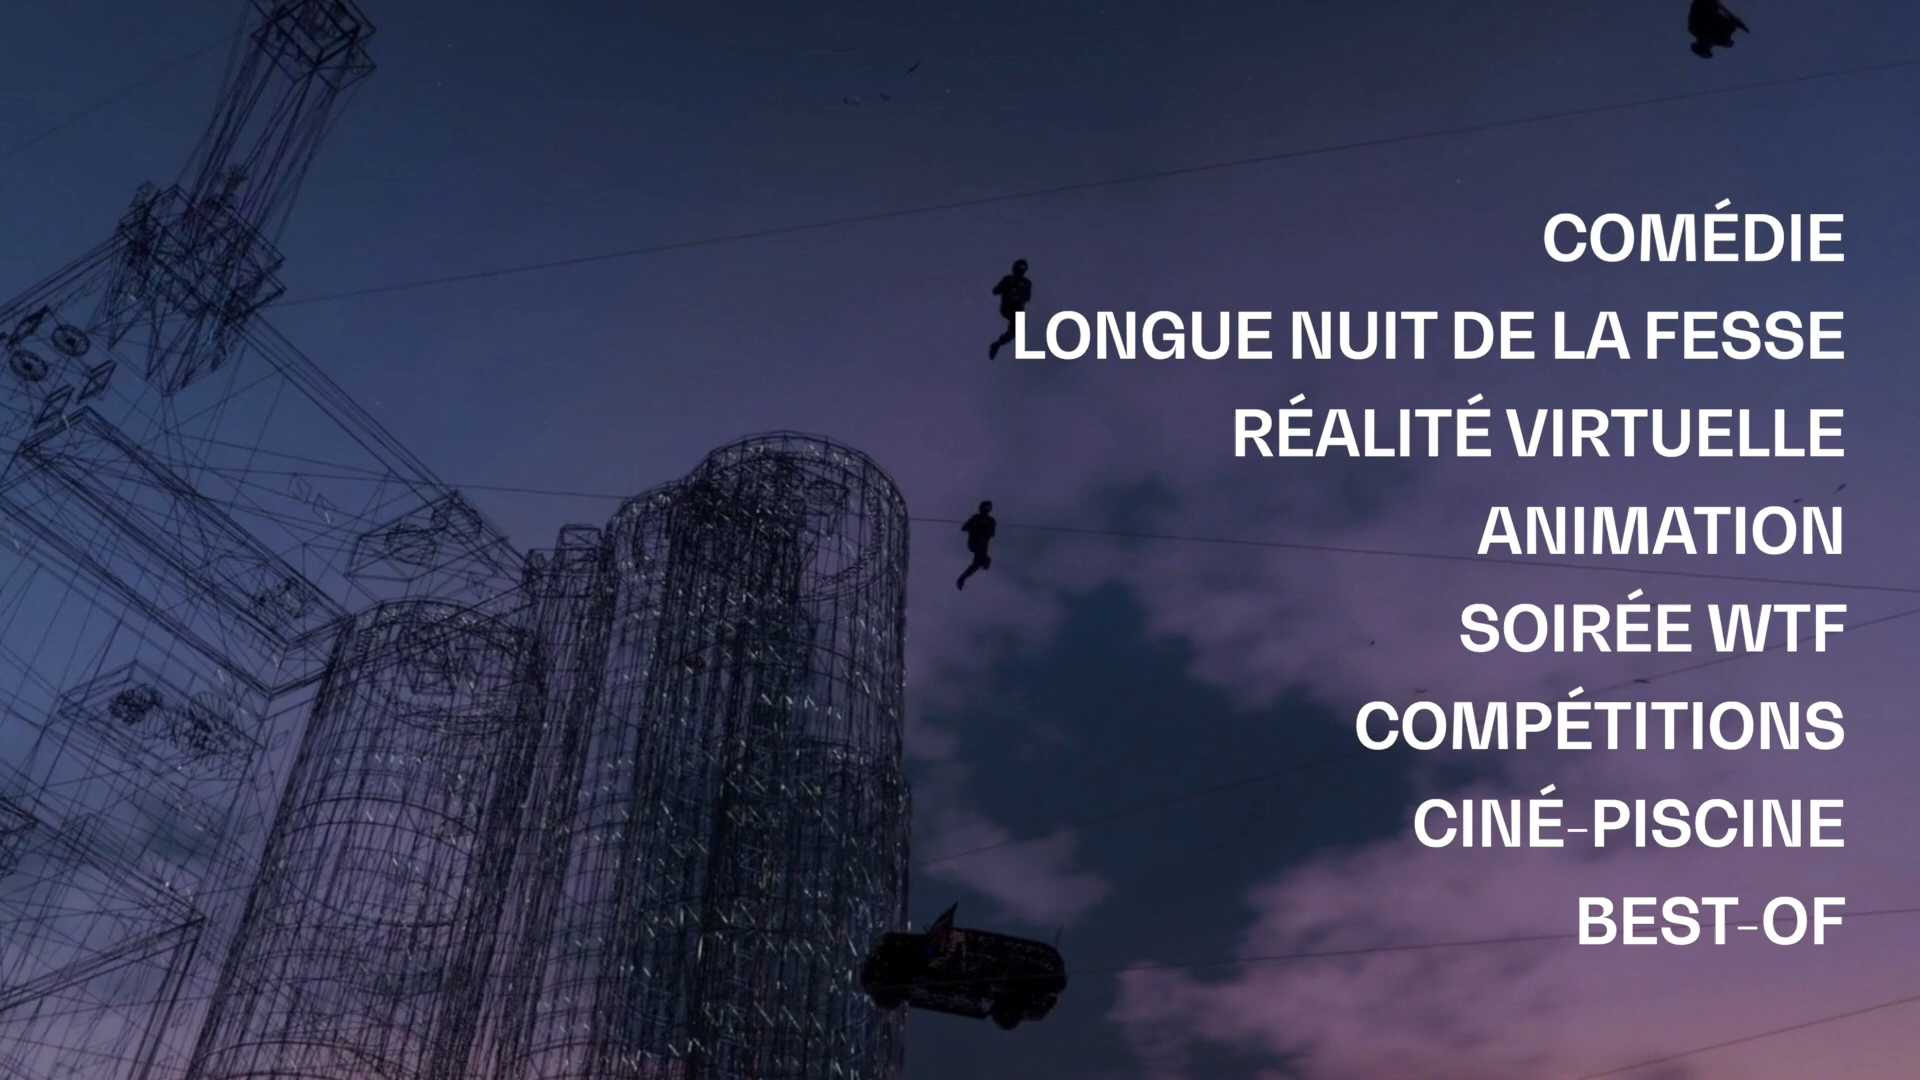 COMÉDIE
LONGUE NUIT DE LA FESSE
RÉALITÉ VIRTUELLE
ANIMATION
SOIRÉE WTF
COMPÉTITIONS
CINÉ-PISCINE
BEST-OF